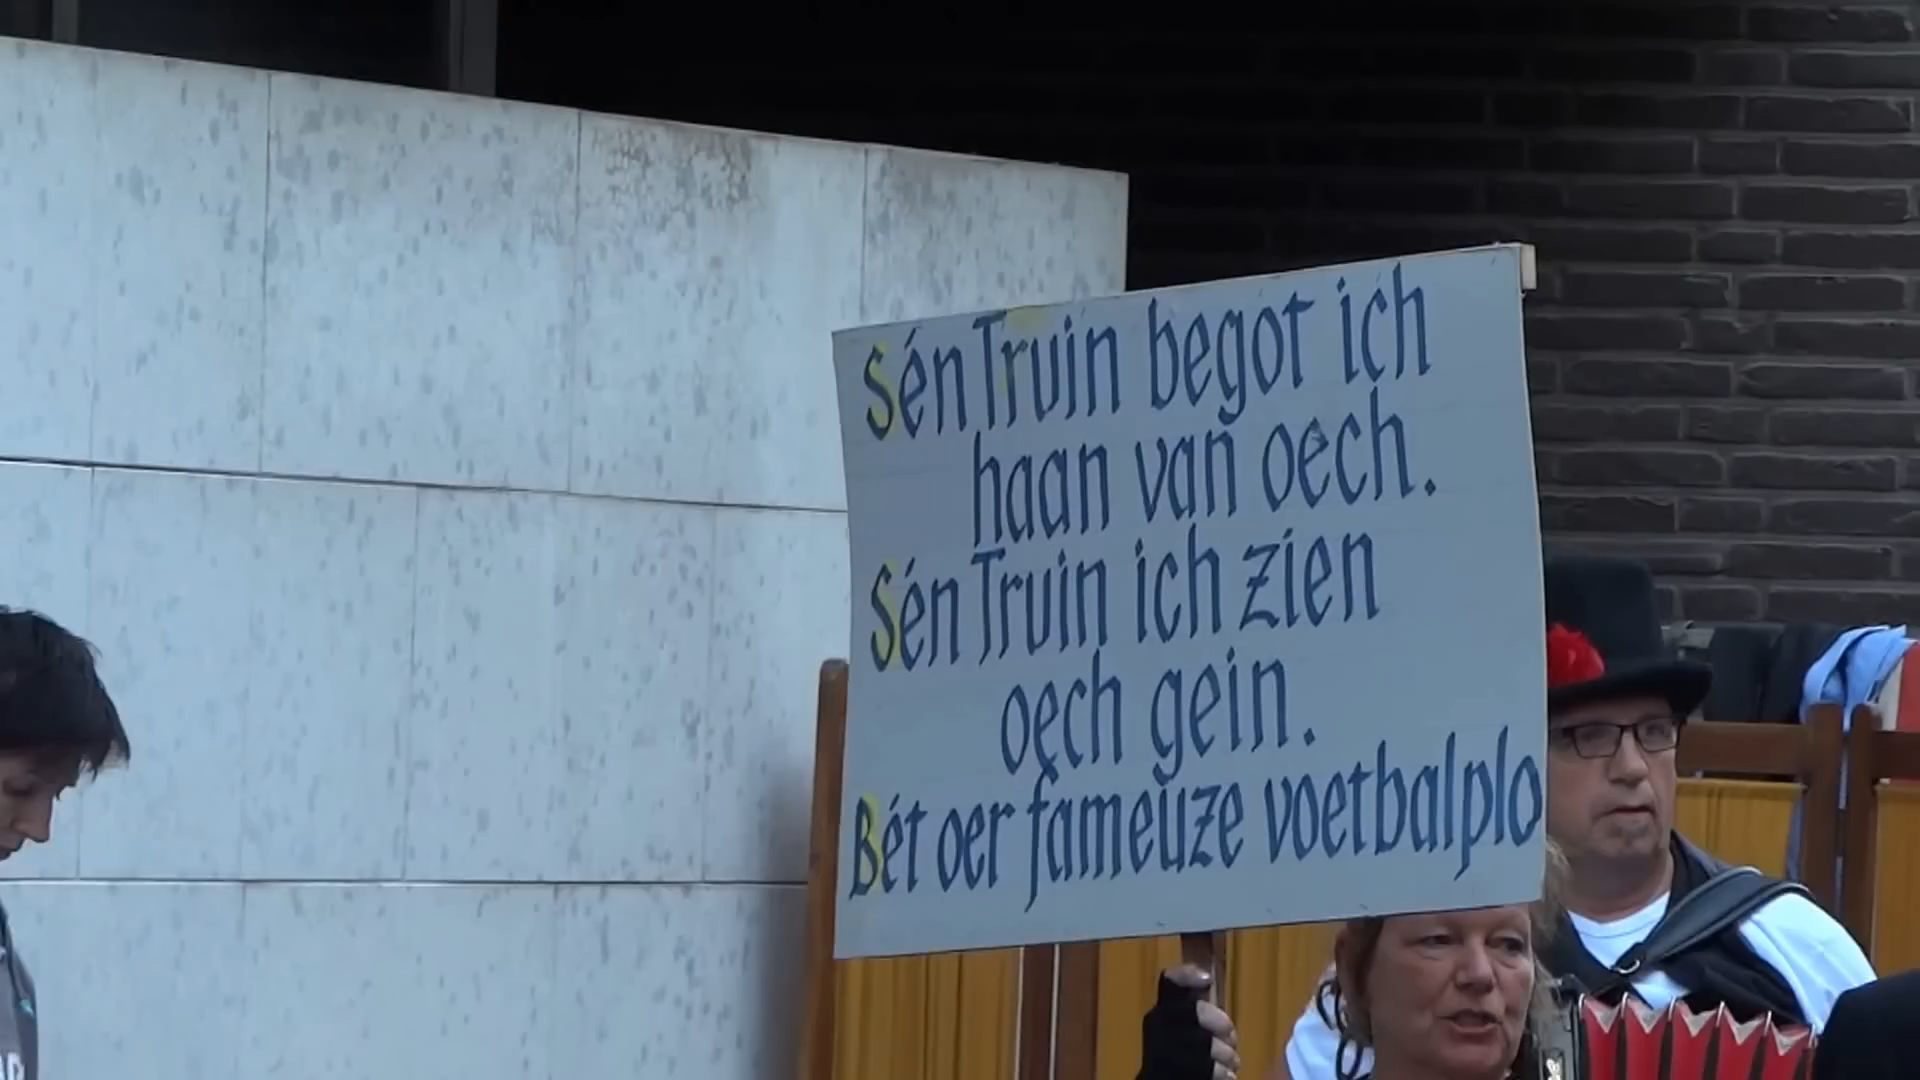 Sén Truin begot ich
haan van oech.
Sén Truin ich zien
oech gein.
Bét oer fameuze voetbalplo